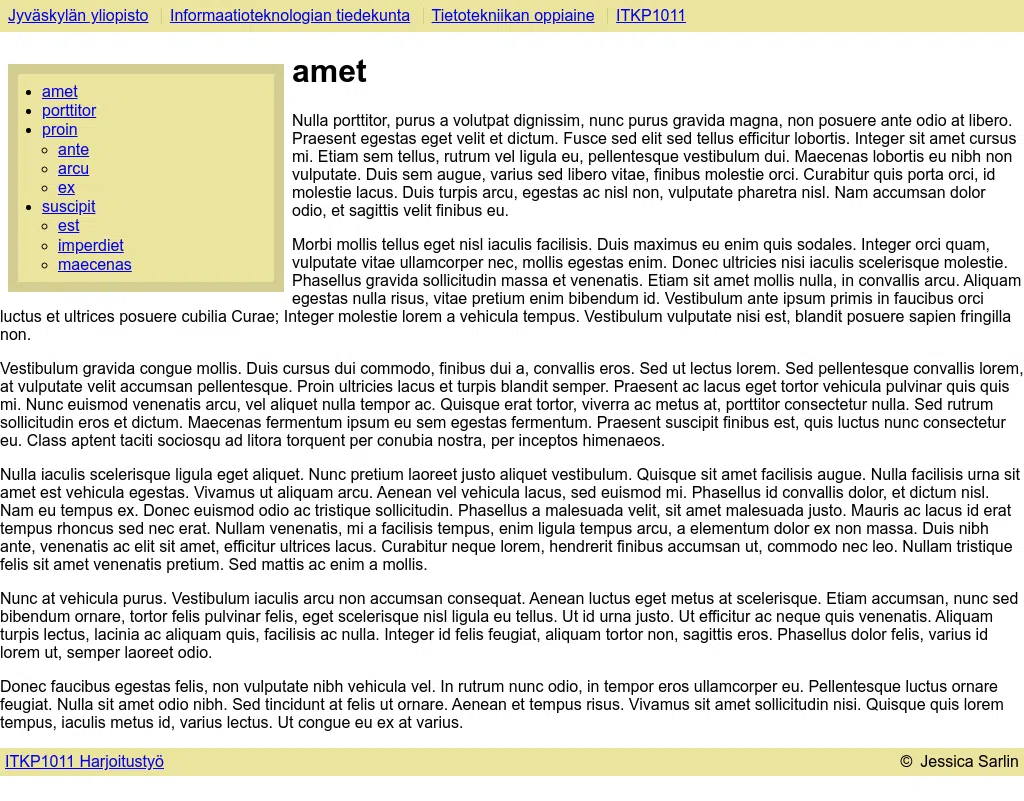 Jyväskylän yliopisto Informaatioteknologian tiedekunta Tietotekniikan oppiaine ITKP1011
amet
porttitor
proin
ante
arcu
ex
suscipit
est
imperdiet
maecenas
amet
Nulla porttitor, purus a volutpat dignissim, nunc purus gravida magna, non posuere ante odio at libero.
Praesent egestas eget velit et dictum. Fusce sed elit sed tellus efficitur lobortis. Integer sit amet cursus
mi. Etiam sem tellus, rutrum vel ligula eu, pellentesque vestibulum dui. Maecenas lobortis eu nibh non
vulputate. Duis sem augue, varius sed libero vitae, finibus molestie orci. Curabitur quis porta orci, id
molestie lacus. Duis turpis arcu, egestas ac nisl non, vulputate pharetra nisl. Nam accumsan dolor
odio, et sagittis velit finibus eu.
Morbi mollis tellus eget nisl iaculis facilisis. Duis maximus eu enim quis sodales. Integer orci quam,
vulputate vitae ullamcorper nec, mollis egestas enim. Donec ultricies nisi iaculis scelerisque molestie.
Phasellus gravida sollicitudin massa et venenatis. Etiam sit amet mollis nulla, in convallis arcu. Aliquam
egestas nulla risus, vitae pretium enim bibendum id. Vestibulum ante ipsum primis in faucibus orci
luctus et ultrices posuere cubilia Curae; Integer molestie lorem a vehicula tempus. Vestibulum vulputate nisi est, blandit posuere sapien fringilla
non.
Vestibulum gravida congue mollis. Duis cursus dui commodo, finibus dui a, convallis eros. Sed ut lectus lorem. Sed pellentesque convallis lorem,
at vulputate velit accumsan pellentesque. Proin ultricies lacus et turpis blandit semper. Praesent ac lacus eget tortor vehicula pulvinar quis quis
mi. Nunc euismod venenatis arcu, vel aliquet nulla tempor ac. Quisque erat tortor, viverra ac metus at, porttitor consectetur nulla. Sed rutrum
sollicitudin eros et dictum. Maecenas fermentum ipsum eu sem egestas fermentum. Praesent suscipit finibus est, quis luctus nunc consectetur
eu. Class aptent taciti sociosqu ad litora torquent per conubia nostra, per inceptos himenaeos.
Nulla iaculis scelerisque ligula eget aliquet. Nunc pretium laoreet justo aliquet vestibulum. Quisque sit amet facilisis augue. Nulla facilisis urna sit
amet est vehicula egestas. Vivamus ut aliquam arcu. Aenean vel vehicula lacus, sed euismod mi. Phasellus id convallis dolor, et dictum nisl.
Nam eu tempus ex. Donec euismod odio ac tristique sollicitudin. Phasellus a malesuada velit, sit amet malesuada justo. Mauris ac lacus id erat
tempus rhoncus sed nec erat. Nullam venenatis, mi a facilisis tempus, enim ligula tempus arcu, a elementum dolor ex non massa. Duis nibh
ante, venenatis ac elit sit amet, efficitur ultrices lacus. Curabitur neque lorem, hendrerit finibus accumsan ut, commodo nec leo. Nullam tristique
felis sit amet venenatis pretium. Sed mattis ac enim a mollis.
Nunc at vehicula purus. Vestibulum iaculis arcu non accumsan consequat. Aenean luctus eget metus at scelerisque. Etiam accumsan, nunc sed
bibendum ornare, tortor felis pulvinar felis, eget scelerisque nisl ligula eu tellus. Ut id urna justo. Ut efficitur ac neque quis venenatis. Aliquam
turpis lectus, lacinia ac aliquam quis, facilisis ac nulla. Integer id felis feugiat, aliquam tortor non, sagittis eros. Phasellus dolor felis, varius id
lorem ut, semper laoreet odio.
Donec faucibus egestas felis, non vulputate nibh vehicula vel. In rutrum nunc odio, in tempor eros ullamcorper eu. Pellentesque luctus ornare
feugiat. Nulla sit amet odio nibh. Sed tincidunt at felis ut ornare. Aenean et tempus risus. Vivamus sit amet sollicitudin nisi. Quisque quis lorem
tempus, iaculis metus id, varius lectus. Ut congue eu ex at varius.
ITKP1011 Harjoitustyö © Jessica Sarlin